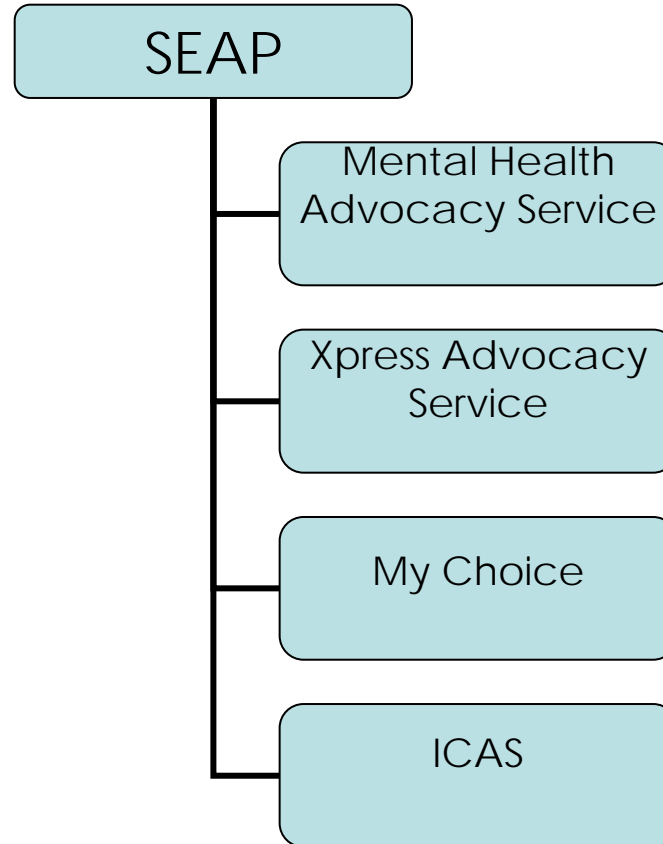 SEAP
Mental Health
Advocacy Service
Xpress Advocacy
Service
My Choice
ICAS